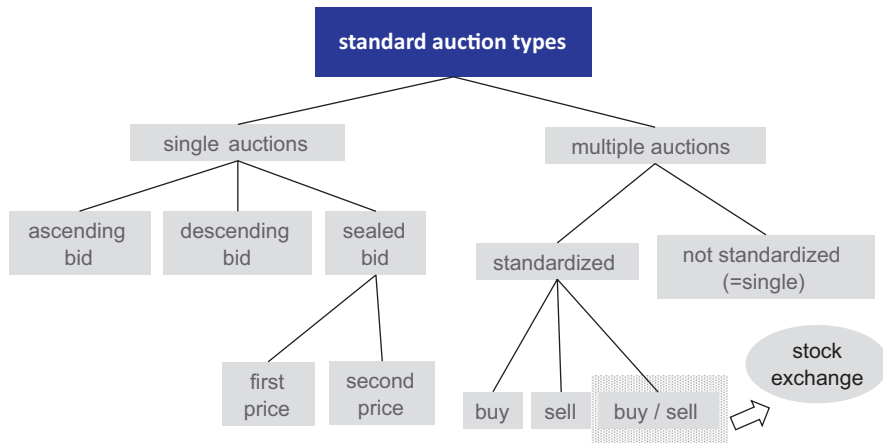 standard auction types
single auctions
multiple auctions
ascending
bid
descending
bid
sealed
bid
standardized
not standardized
(=single)
first
price
second
price
buy
sell
buy / sell
stock
exchange